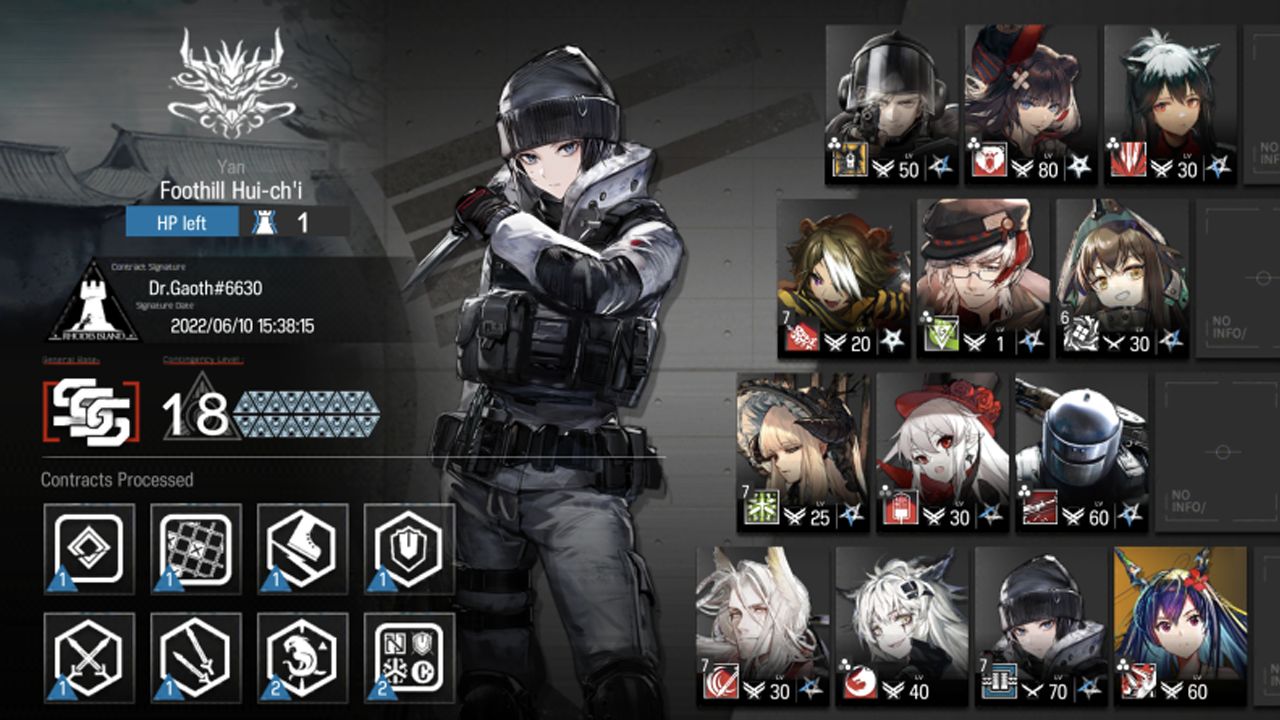 Yan
Foothill Hui-ch'i
HP left 1
Contract Signature
Dr.Gaoth#6630
Signature Date
2022/06/10 15:38:15
RHODES ISLAND
Contingency Level
18
Contracts Processed
1
1
1
1
1
1
2
2
LV 50
LV 80
LV 30
NO
7 LV 20
LV 1
6 LV 30
NO
INFO/
7 LV 25
LV 30
LV 60
NO
INFO/
7 LV 30
LV 40
7 LV 70
LV 60